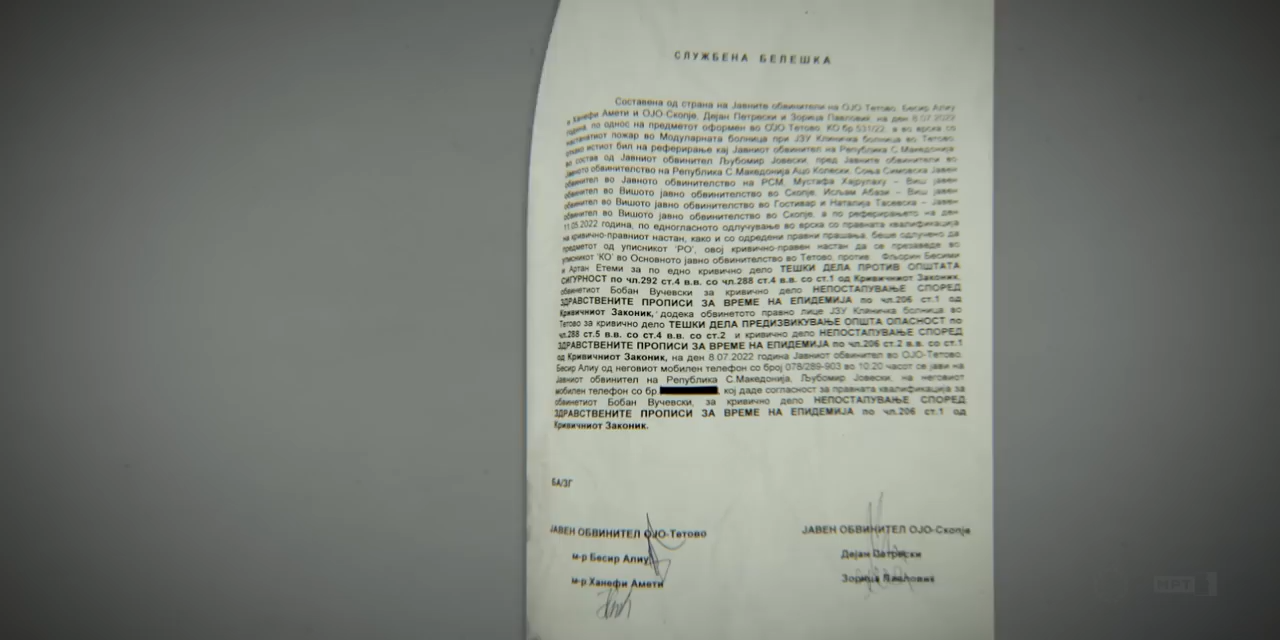 СЛУЖБЕНА БЕЛЕШКА
Составена од страна на Јавните обвинители на ОЈО Тетово, Бесир Алиу
и Ханефи Амети и ОЈО-Скопје, Дејан Петрески и Зорица Павловиќ на ден 8.07.2022
година, по однос на предметот оформен во ОЈО Тетово КО бр 531/22, а во врска со
настанатиот пожар во Модуларната болница при ЈЗУ Клиничка болница во Тетово,
истиот бил на реферирање кај Јавниот обвинител на Република С.Македонија
во состав од Јавниот обвинител Љубомир Јовески, пред Јавните обвинители во
Јавното обвинителство на Република С.Македонија Ацо Колески, Соња Симовска Јавен
обвинител во Јавното обвинителство на РСМ, Мустафа Хајрулаху – Виш јавен
обвинител во Вишото јавно обвинителство во Скопје, Исљам Абази – Виш јавен
обвинител во Вишото јавно обвинителство во Гостивар и Наталија Тасевска – Јавен
обвинител во Вишото јавно обвинителство во Скопје, а по реферирањето на ден
11.05.2022 година, по едногласното одлучување во врска со правната квалификација
на кривично-правниот настан, како и со одредени правни прашања, беше одлучено да
предметот од уписникот 'РО', овој кривично-правен настан да се презаведе во
уписникот 'КО' во Основното јавно обвинителство во Тетово, против Фљорин Бесими
и Артан Етеми за по едно кривично дело ТЕШКИ ДЕЛА ПРОТИВ ОПШТАТА
СИГУРНОСТ по чл.292 ст.4 в.в. со чл.288 ст.4 в.в. со ст.1 од Кривичниот Законик,
обвинетиот Бобан Вучевски за кривично дело НЕПОСТАПУВАЊЕ СПОРЕД
ЗДРАВСТВЕНИТЕ ПРОПИСИ ЗА ВРЕМЕ НА ЕПИДЕМИЈА по чл.206 ст.1 од
Кривичниот Законик, додека обвинетото правно лице ЈЗУ Клиничка болница во
Тетово за кривично дело ТЕШКИ ДЕЛА ПРЕДИЗВИКУВАЊЕ ОПШТА ОПАСНОСТ по
чл.288 ст.5 в.в. со ст.4 в.в. со ст.2 и кривично дело НЕПОСТАПУВАЊЕ СПОРЕД
ЗДРАВСТВЕНИТЕ ПРОПИСИ ЗА ВРЕМЕ НА ЕПИДЕМИЈА по чл.206 ст.2 в.в. со ст.1
од Кривичниот Законик, на ден 8.07.2022 година Јавниот обвинител во ОЈО-Тетово,
Бесир Алиу од неговиот мобилен телефон со број 078/289-903 во 10:20 часот се јави на
Јавниот обвинител на Република С.Македонија, Љубомир Јовески, на неговиот
мобилен телефон со бр , кој даде согласност за правната квалификација за
обвинетиот Бобан Вучевски, за кривично дело НЕПОСТАПУВАЊЕ СПОРЕД
ЗДРАВСТВЕНИТЕ ПРОПИСИ ЗА ВРЕМЕ НА ЕПИДЕМИЈА по чл.206 ст.1 од
Кривичниот Законик.
БА/ЗГ
ЈАВЕН ОБВИНИТЕЛ ОЈО-Тетово
м-р Бесир Алиу
м-р Ханефи Амети
ЈАВЕН ОБВИНИТЕЛ ОЈО-Скопје
Дејан Петрески
Зорица Павловиќ
МРТ 1